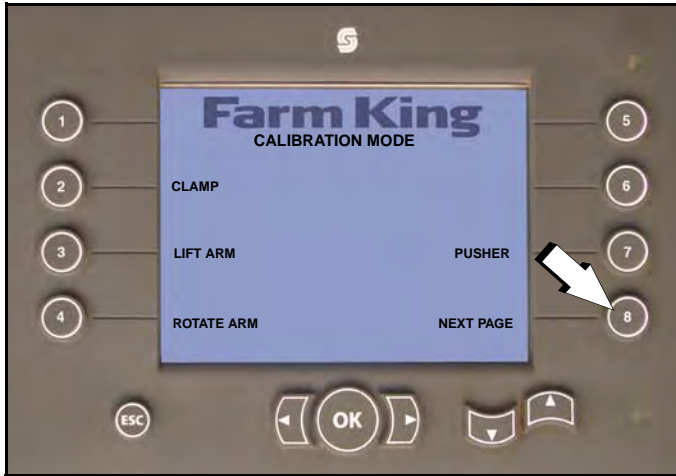 Farm King
CALIBRATION MODE
1
5
2
CLAMP
6
3
LIFT ARM
PUSHER
7
4
ROTATE ARM
NEXT PAGE
8
ESC
OK